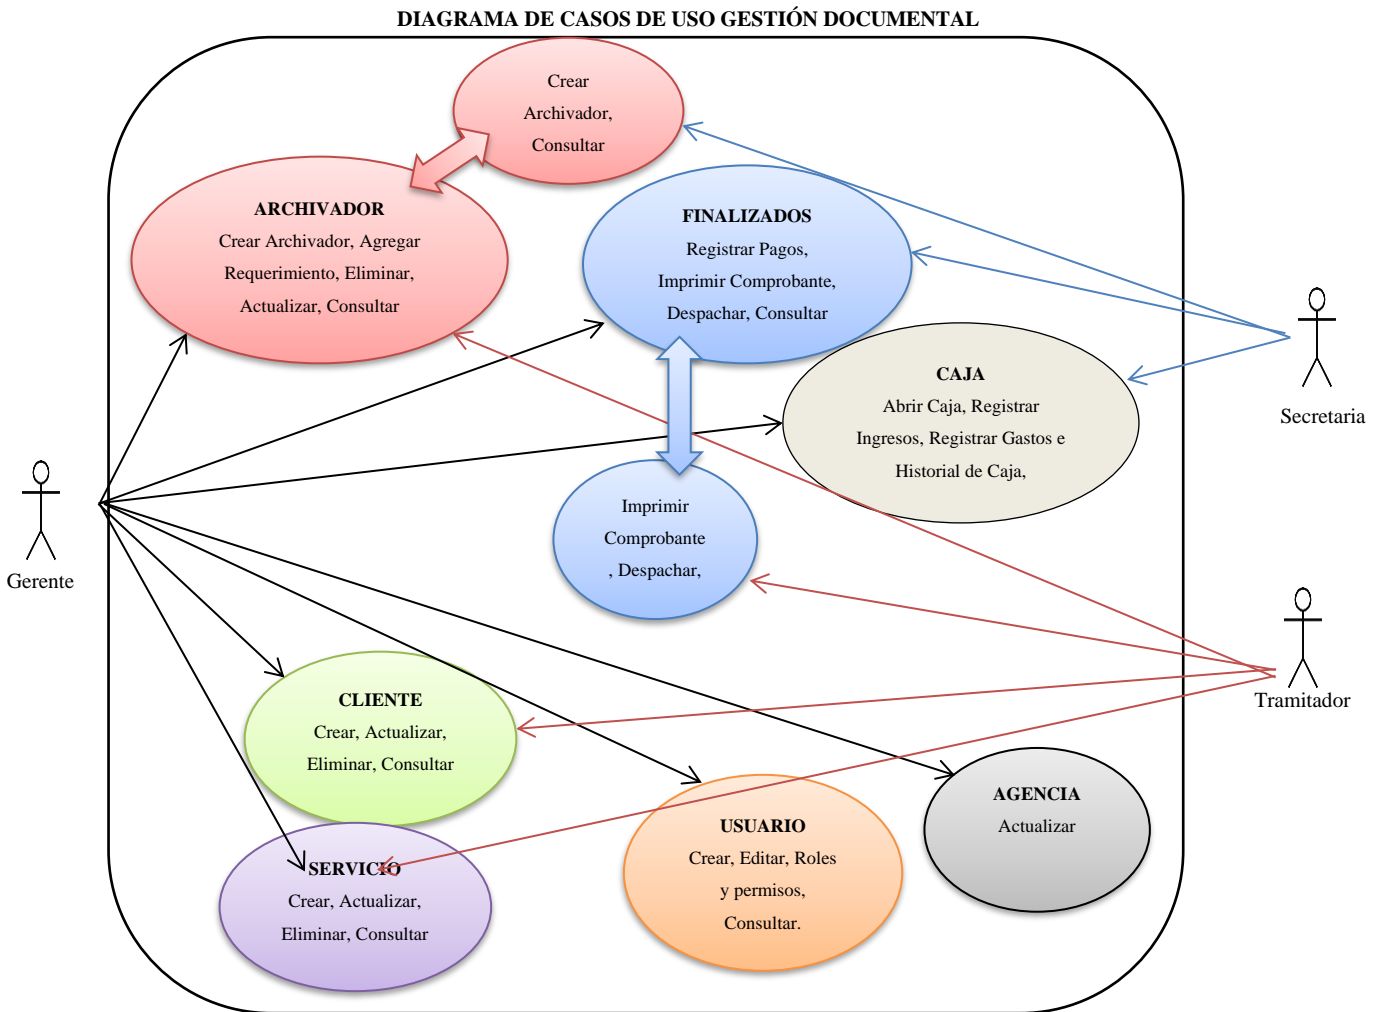 DIAGRAMA DE CASOS DE USO GESTIÓN DOCUMENTAL
Crear
Archivador,
Consultar
ARCHIVADOR
Crear Archivador, Agregar
Requerimiento, Eliminar,
Actualizar, Consultar
FINALIZADOS
Registrar Pagos,
Imprimir Comprobante,
Despachar, Consultar
CAJA
Abrir Caja, Registrar
Ingresos, Registrar Gastos e
Historial de Caja,
Secretaria
Gerente
Imprimir
Comprobante
, Despachar,
Tramitador
CLIENTE
Crear, Actualizar,
Eliminar, Consultar
AGENCIA
Actualizar
USUARIO
Crear, Editar, Roles
y permisos,
Consultar.
SERVICIO
Crear, Actualizar,
Eliminar, Consultar